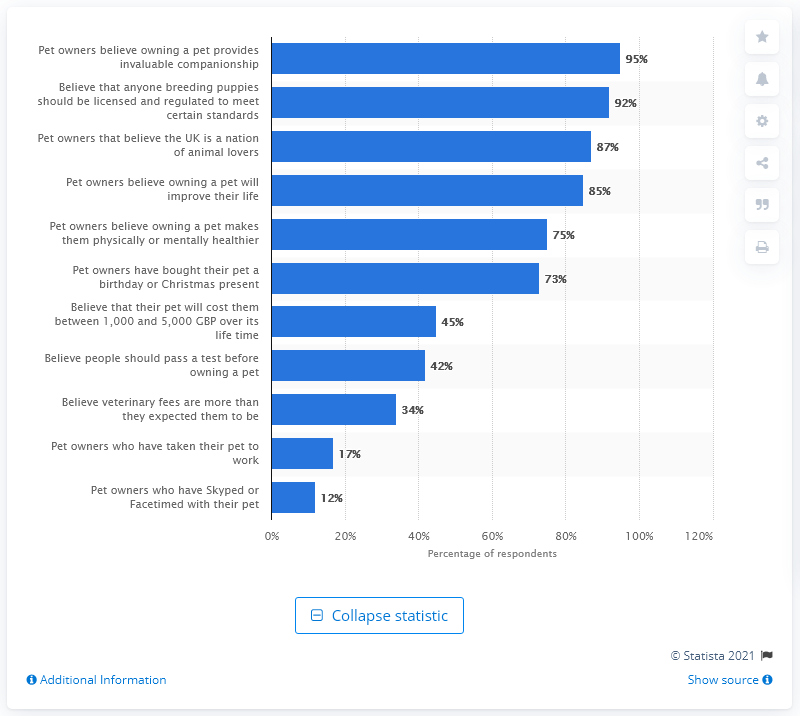 Pet owners believe owning a pet provides
invaluable companionship
95%
Believe that anyone breeding puppies
should be licensed and regulated to meet
certain standards
92%
Pet owners that believe the UK is a nation
of animal lovers
87%
Pet owners believe owning a pet will
improve their life
85%
Pet owners believe owning a pet makes
them physically or mentally healthier
75%
Pet owners have bought their pet a
birthday or Christmas present
73%
Believe that their pet will cost them
between 1,000 and 5,000 GBP over its
life time
45%
Believe people should pass a test before
owning a pet
42%
Believe veterinary fees are more than
they expected them to be
34%
Pet owners who have taken their pet to
work
17%
Pet owners who have Skyped or
Facetimed with their pet
12%
0% 20% 40% 60% 80% 100% 120%
Percentage of respondents
Collapse statistic
© Statista 2021
Additional Information
Show source